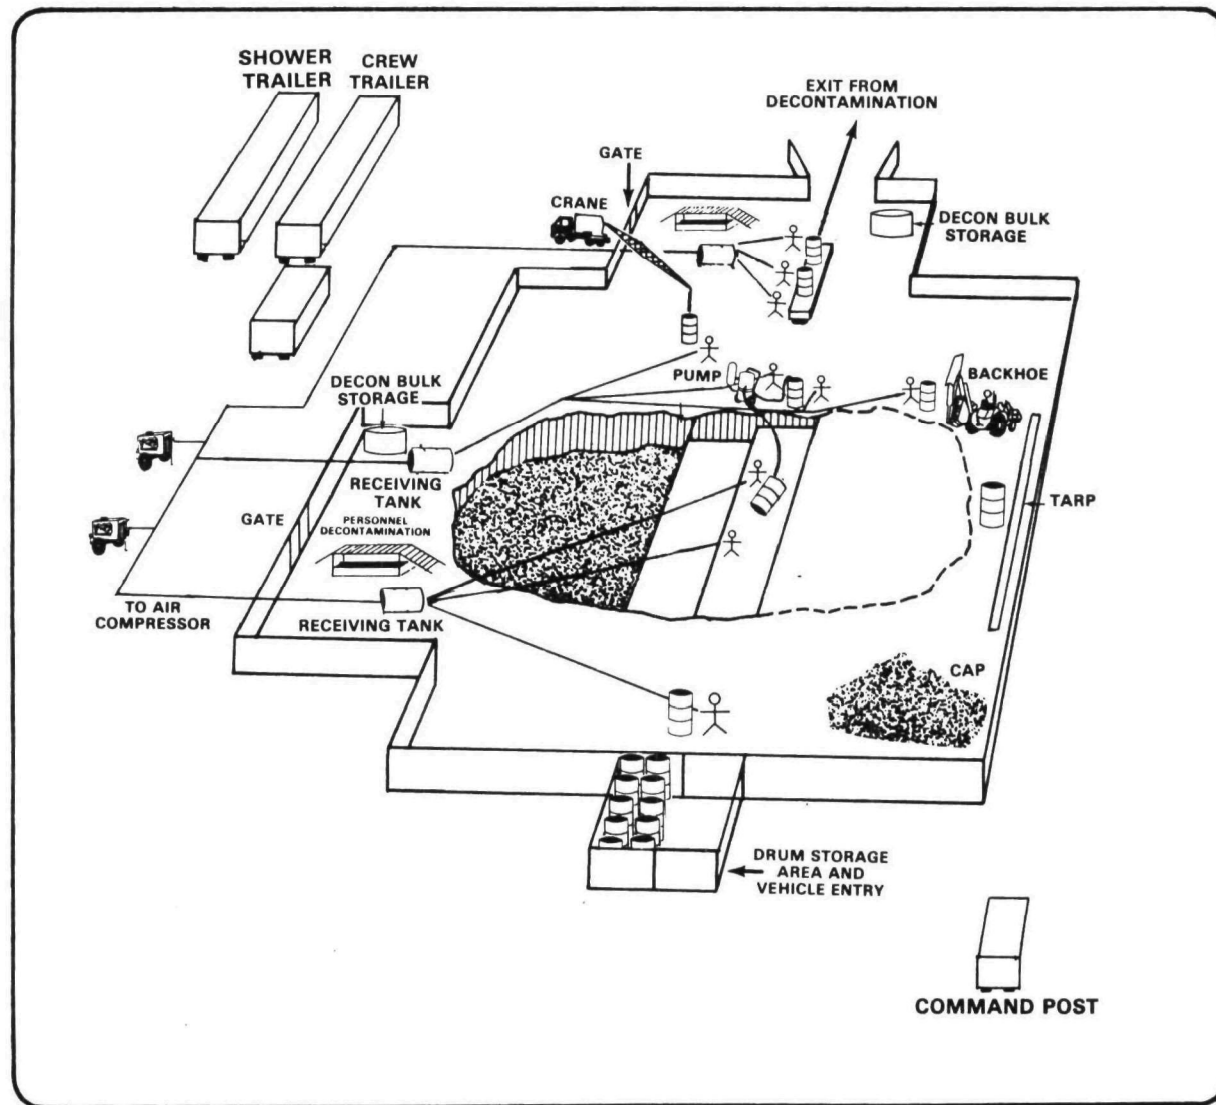 SHOWER
TRAILER
CREW
TRAILER
EXIT FROM
DECONTAMINATION
GATE
CRANE
DECON BULK
STORAGE
PUMP
BACKHOE
DECON BULK
STORAGE
RECEIVING
TANK
TARP
GATE
PERSONNEL
DECONTAMINATION
TO AIR
COMPRESSOR
RECEIVING TANK
CAP
DRUM STORAGE
AREA AND
VEHICLE ENTRY
COMMAND POST